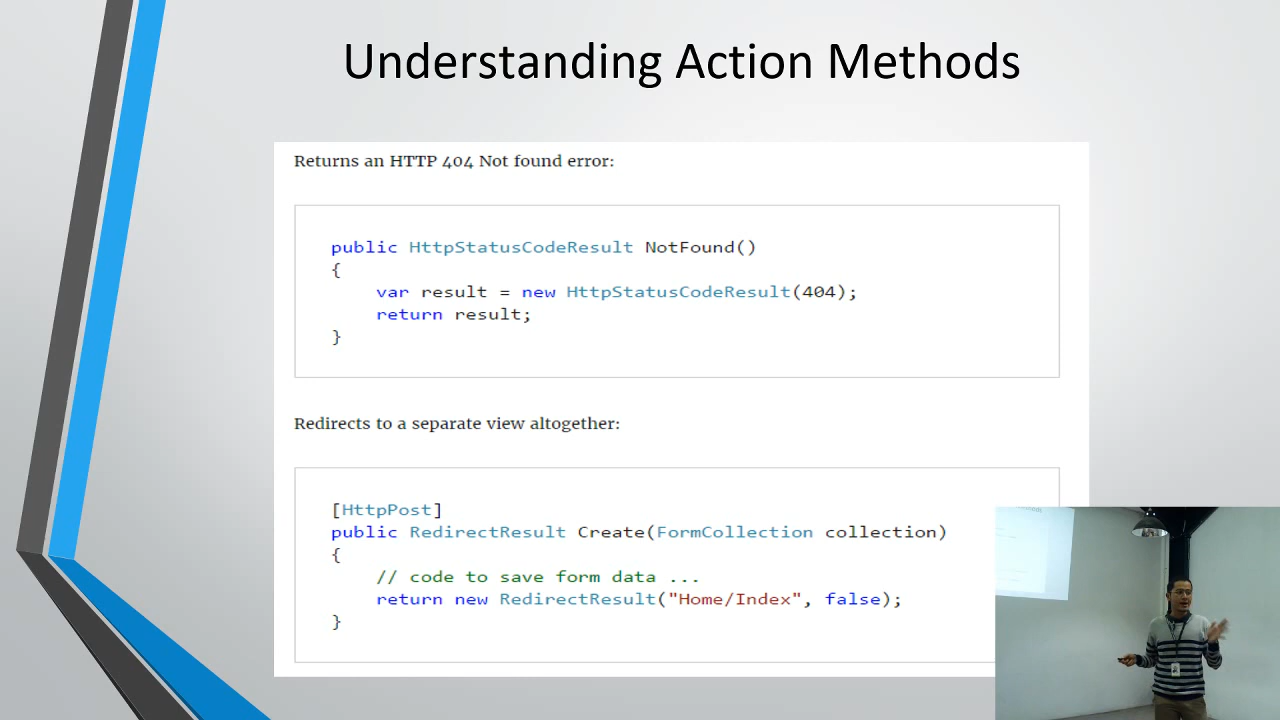 Understanding Action Methods
Returns an HTTP 404 Not found error:
public HttpStatusCodeResult NotFound()
{
    var result = new HttpStatusCodeResult(404);
    return result;
}
Redirects to a separate view altogether:
[HttpPost]
public RedirectResult Create(FormCollection collection)
{
    // code to save form data ...
    return new RedirectResult("Home/Index", false);
}